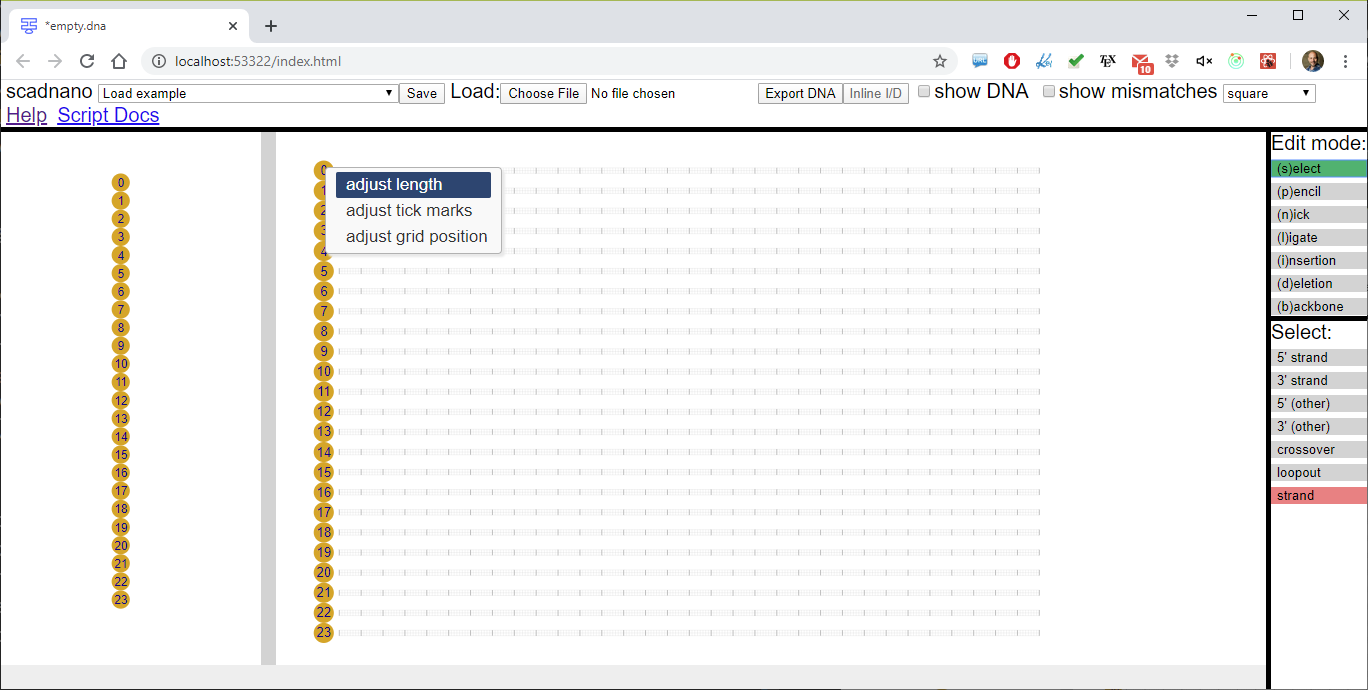 *empty.dna
localhost:53322/index.html
URL
TEX
10
scadnano Load example Save Load: Choose File No file chosen Export DNA Inline I/D show DNA show mismatches square
Help Script Docs
0
1
2
3
4
5
6
7
8
9
10
11
12
13
14
15
16
17
18
19
20
21
22
23
0
1
2
3
4
5
6
7
8
9
10
11
12
13
14
15
16
17
18
19
20
21
22
23
adjust length
adjust tick marks
adjust grid position
Edit mode:
(s)elect
(p)encil
(n)ick
(l)igate
(i)nsertion
(d)eletion
(b)ackbone
Select:
5' strand
3' strand
5' (other)
3' (other)
crossover
loopout
strand